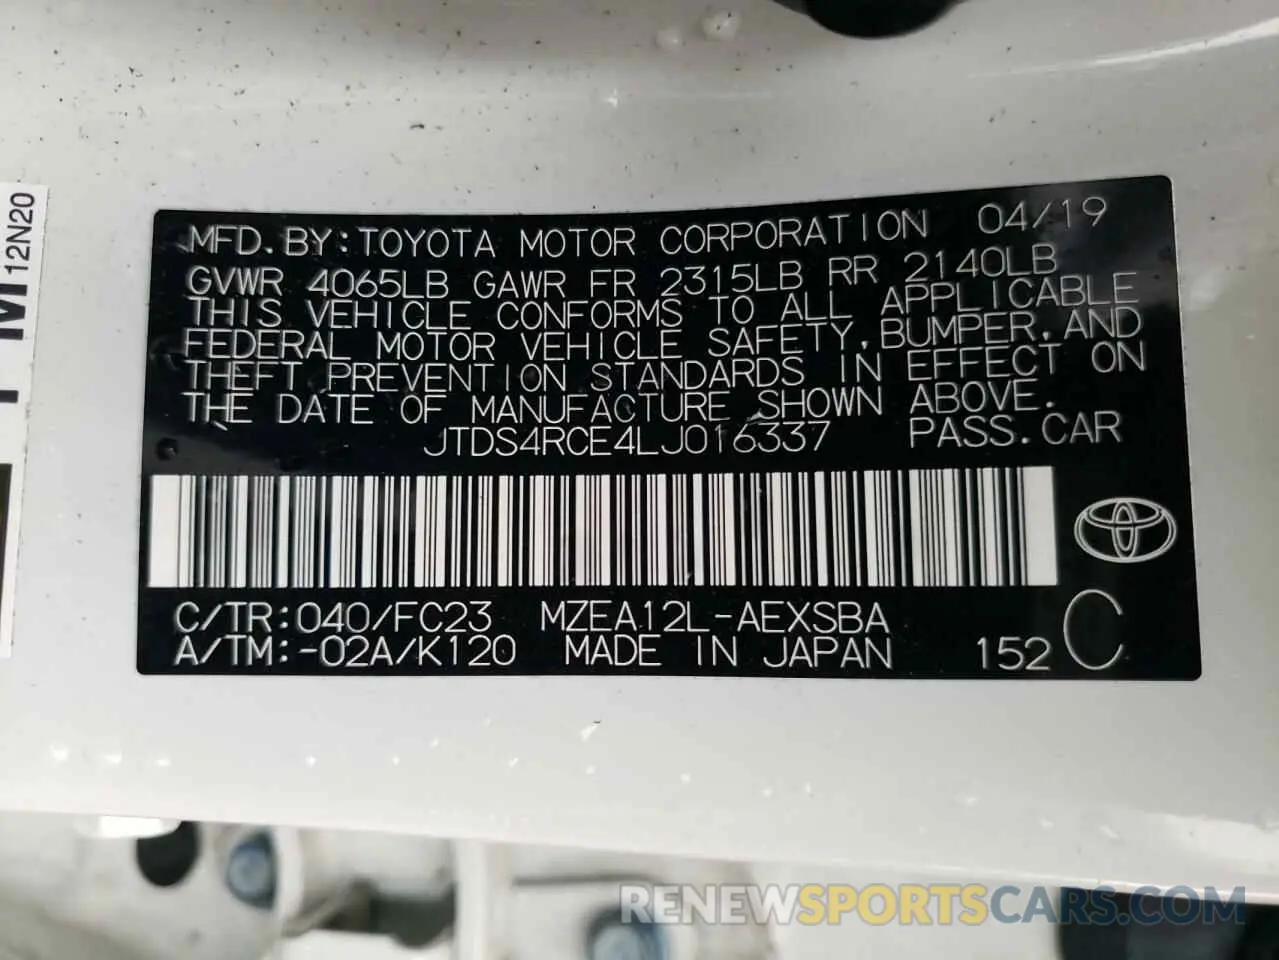 MFD. BY: TOYOTA MOTOR CORPORATION 04/19
GVWR 4065LB GAWR FR 2315LB RR 2140LB
THIS VEHICLE CONFORMS TO ALL APPLICABLE
FEDERAL MOTOR VEHICLE SAFETY, BUMPER, AND
THEFT PREVENTION STANDARDS IN EFFECT ON
THE DATE OF MANUFACTURE SHOWN ABOVE.
JTDS4RCE4LJ016337 PASS. CAR
C/TR: 040/FC23 MZEA12L-AEXSBA C
A/TM: -02A/K120 MADE IN JAPAN 152
12N20
RENEWSPORTSCARS.COM